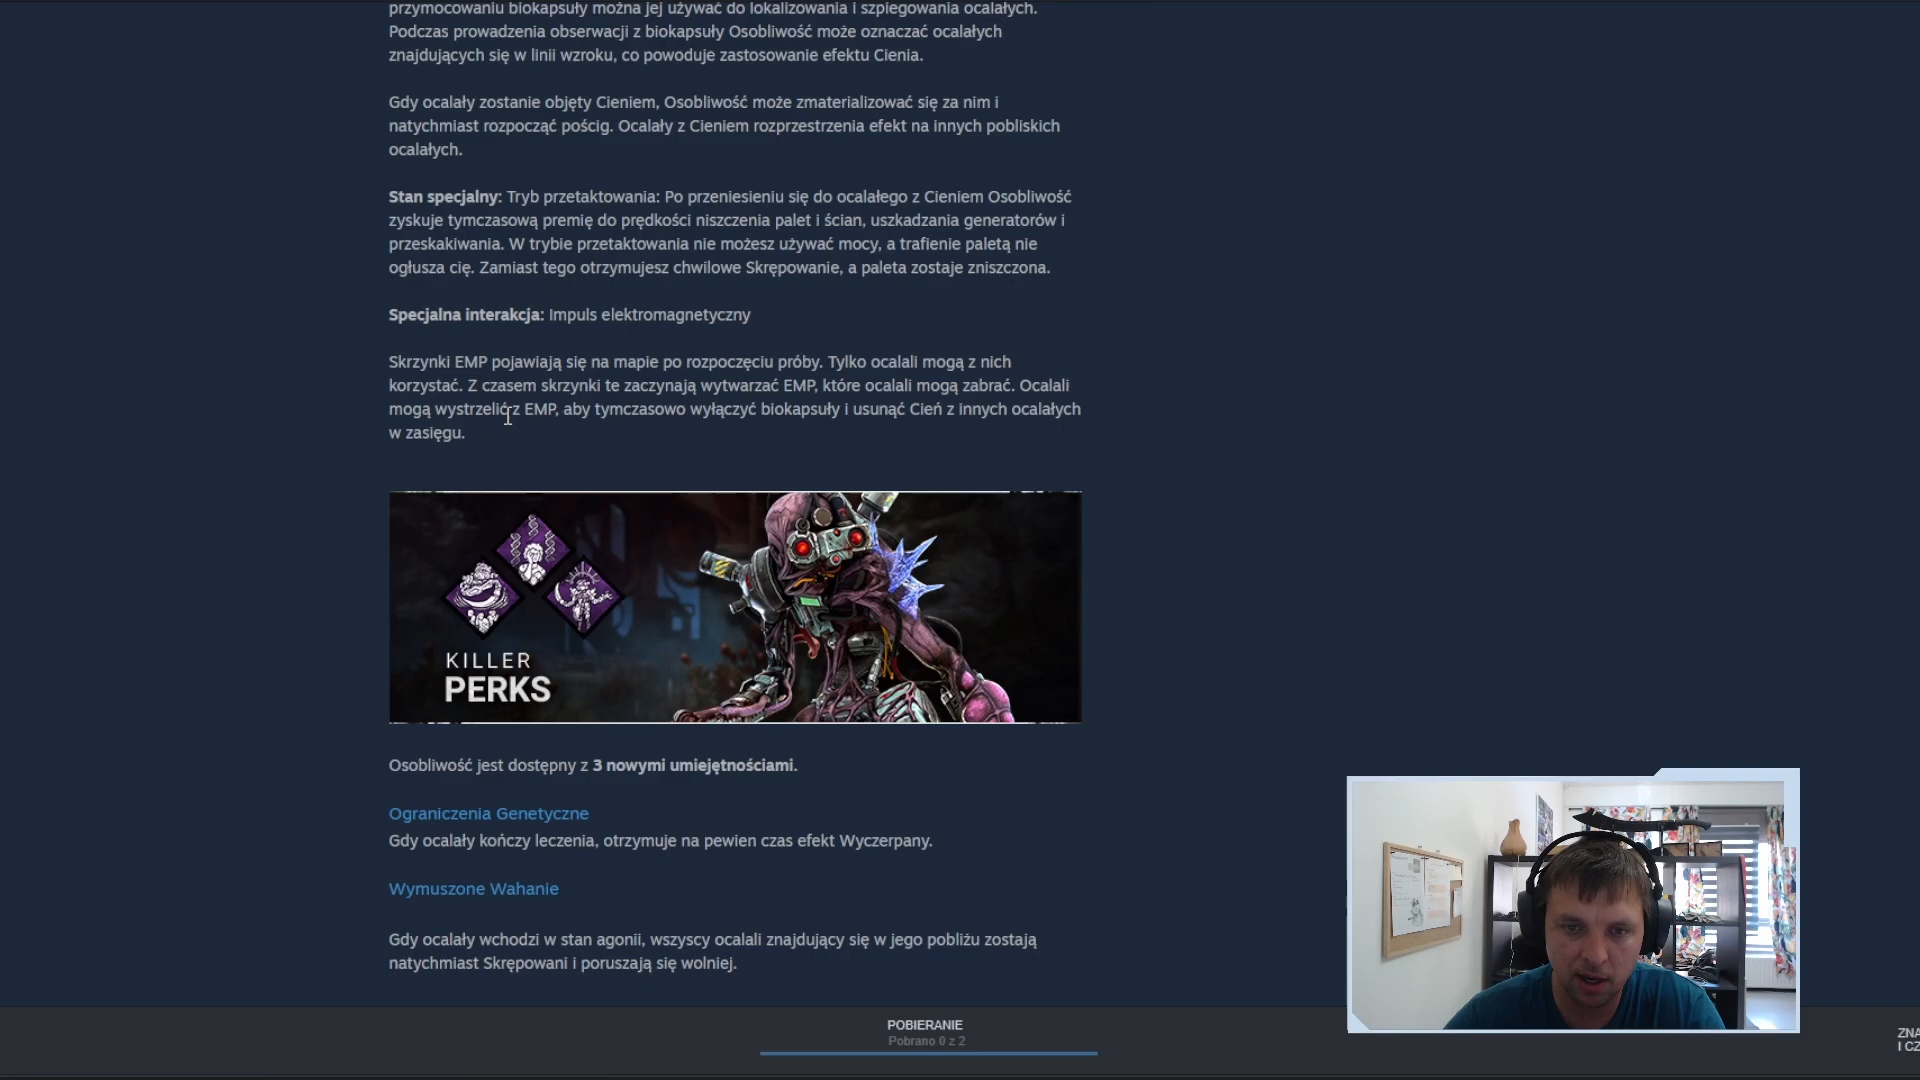 przymocowaniu biokapsuły można jej używać do lokalizowania i szpiegowania ocalałych.
Podczas prowadzenia obserwacji z biokapsuły Osobliwość może oznaczać ocalałych
znajdujących się w linii wzroku, co powoduje zastosowanie efektu Cienia.
Gdy ocalały zostanie objęty Cieniem, Osobliwość może zmaterializować się za nim i
natychmiast rozpocząć pościg. Ocalały z Cieniem rozprzestrzenia efekt na innych pobliskich
ocalałych.
Stan specjalny: Tryb przetaktowania: Po przeniesieniu się do ocalałego z Cieniem Osobliwość
zyskuje tymczasową premię do prędkości niszczenia palet i ścian, uszkadzania generatorów i
przeskakiwania. W trybie przetaktowania nie możesz używać mocy, a trafienie paletą nie
ogłusza cię. Zamiast tego otrzymujesz chwilowe Skrępowanie, a paleta zostaje zniszczona.
Specjalna interakcja: Impuls elektromagnetyczny
Skrzynki EMP pojawiają się na mapie po rozpoczęciu próby. Tylko ocalali mogą z nich
korzystać. Z czasem skrzynki te zaczynają wytwarzać EMP, które ocalali mogą zabrać. Ocalali
mogą wystrzelić z EMP, aby tymczasowo wyłączyć biokapsuły i usunąć Cień z innych ocalałych
w zasięgu.
KILLER
PERKS
Osobliwość jest dostępny z 3 nowymi umiejętnościami.
Ograniczenia Genetyczne
Gdy ocalały kończy leczenia, otrzymuje na pewien czas efekt Wyczerpany.
Wymuszone Wahanie
Gdy ocalały wchodzi w stan agonii, wszyscy ocalali znajdujący się w jego pobliżu zostają
natychmiast Skrępowani i poruszają się wolniej.
POBIERANIE
Pobrano 0 z 2
ZNA
I CZ